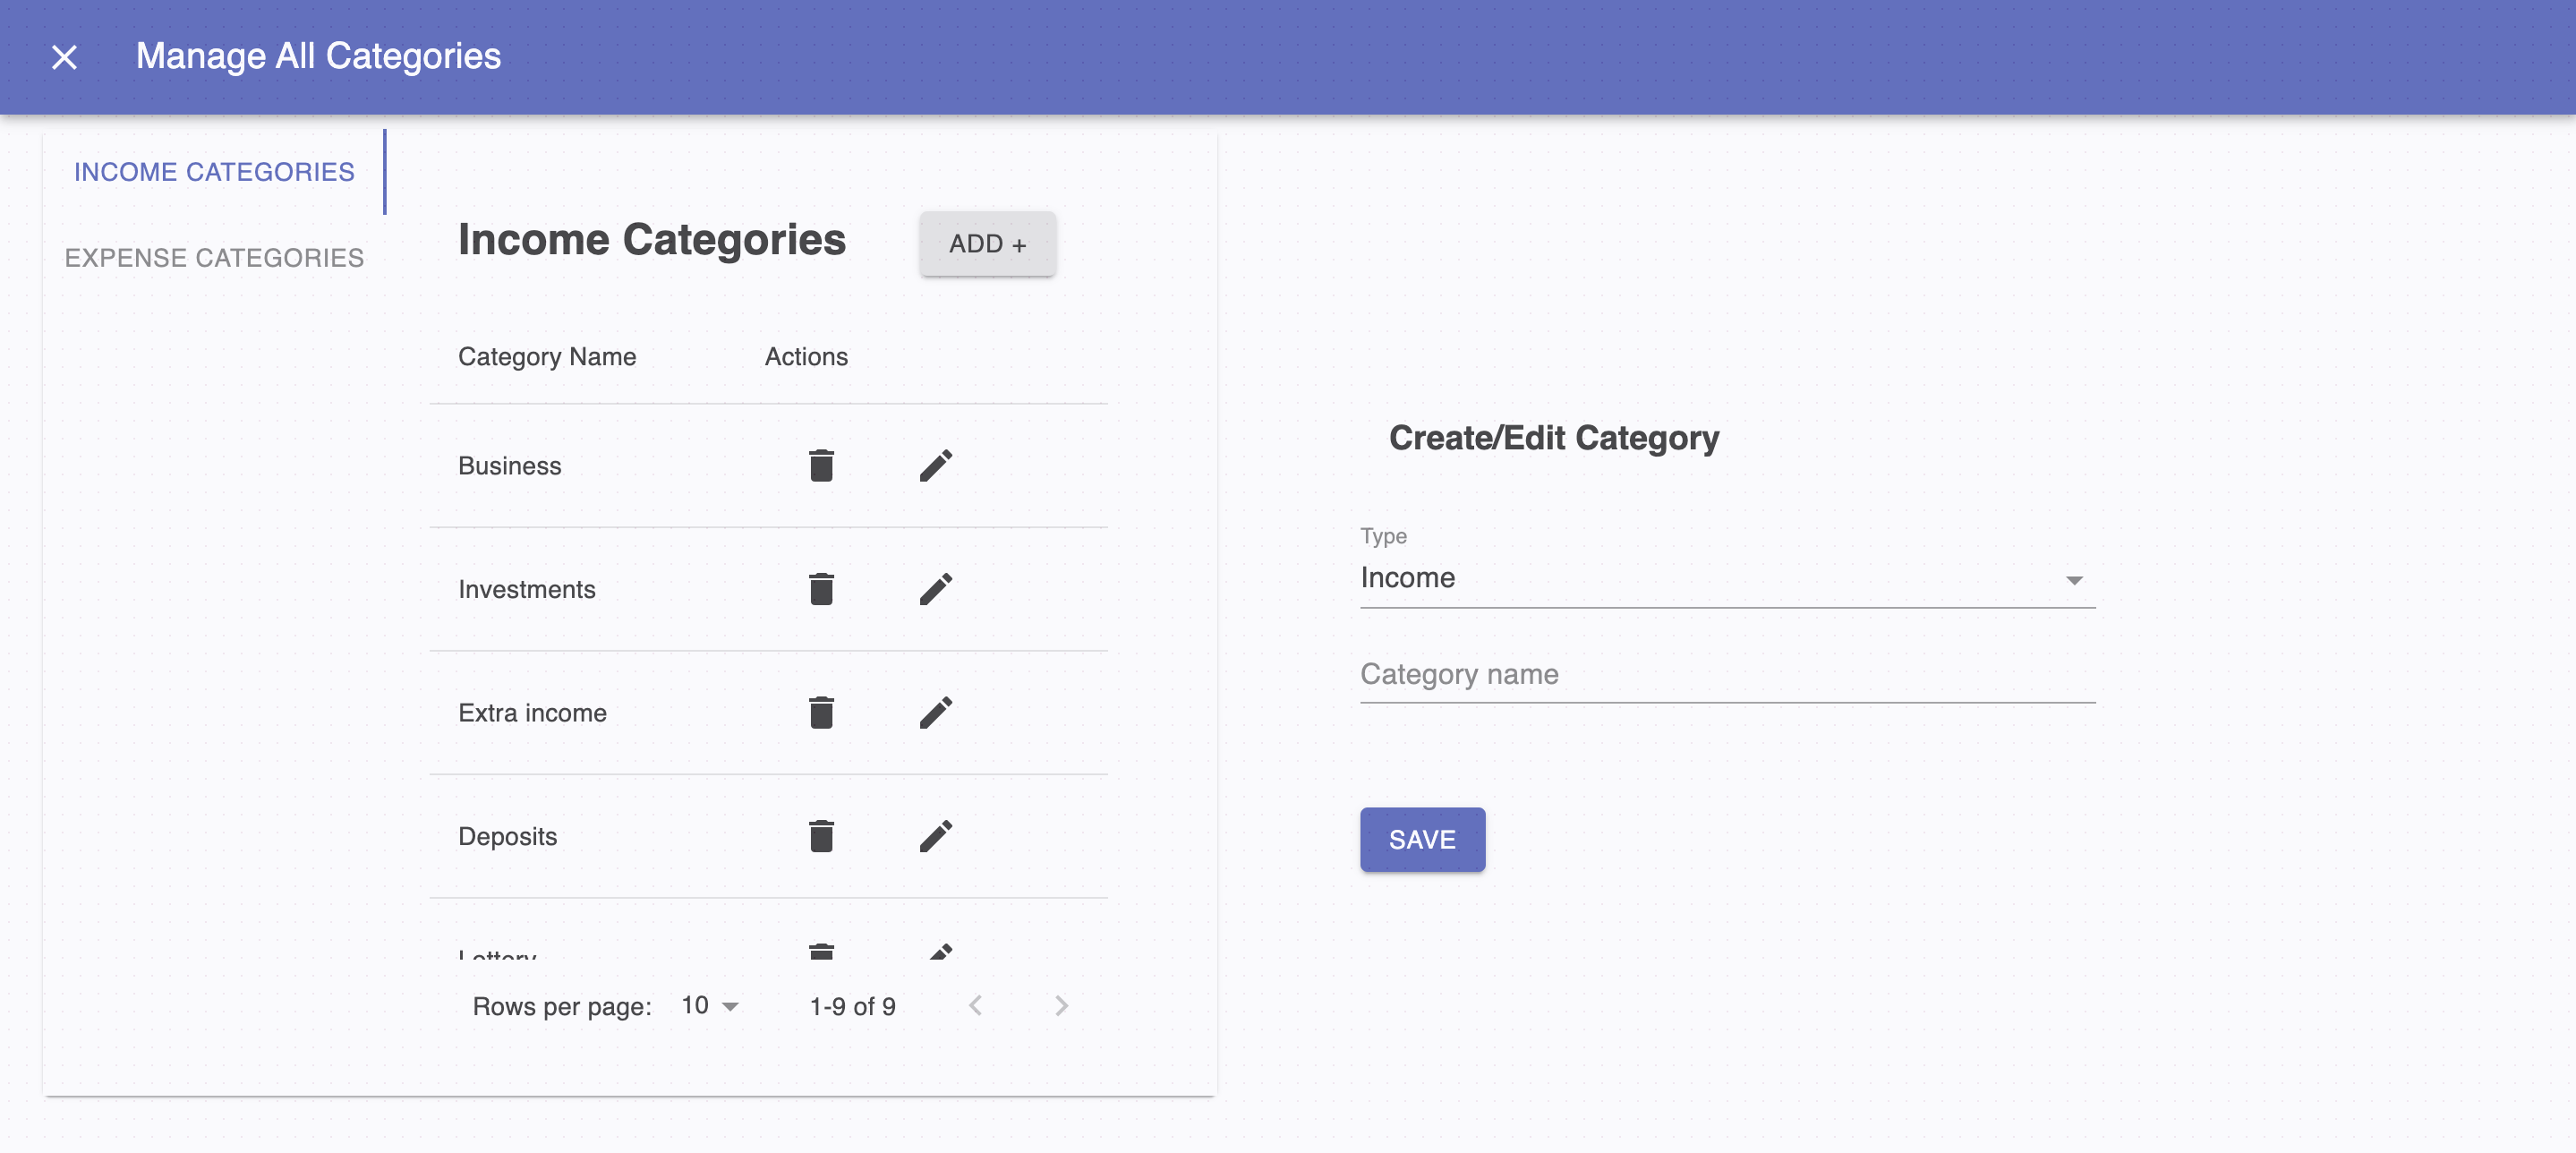 Manage All Categories
INCOME CATEGORIES
EXPENSE CATEGORIES
Income Categories
ADD +
Category Name Actions
Business
Investments
Extra income
Deposits
Lottery
Rows per page: 10 1-9 of 9
Create/Edit Category
Type
Income
Category name
SAVE